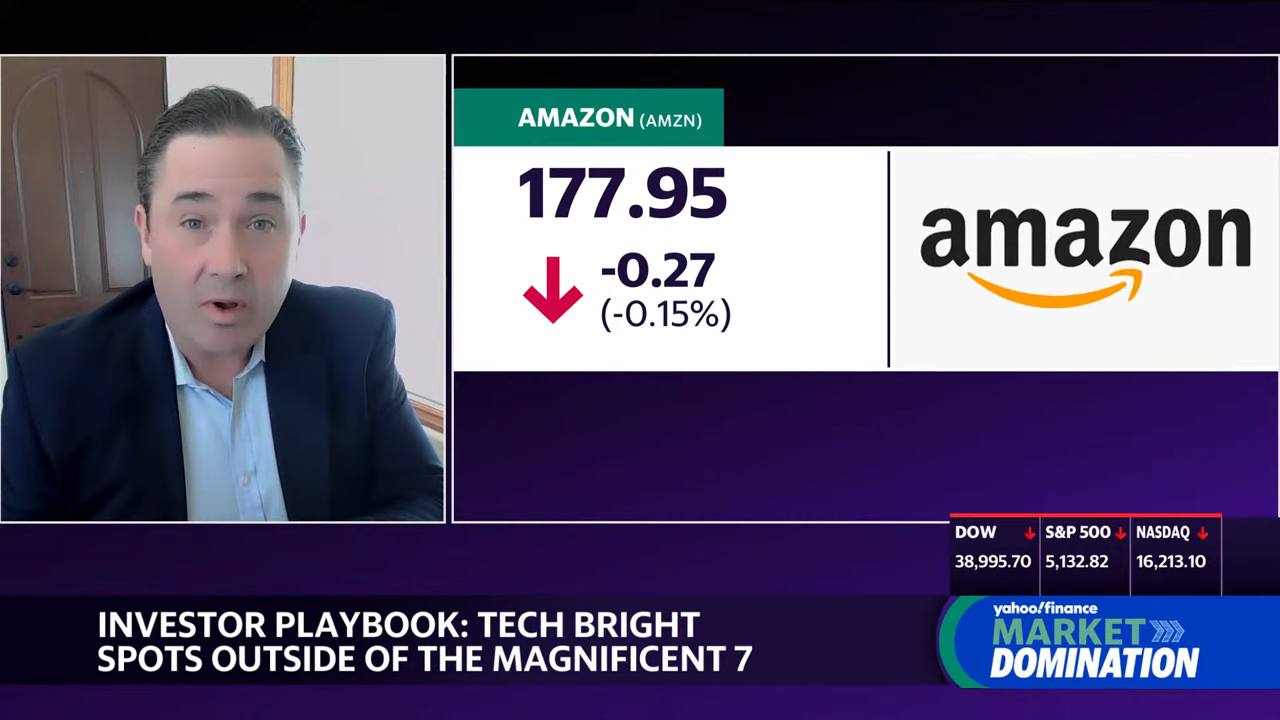 AMAZON (AMZN)
177.95
-0.27
(-0.15%)
amazon
DOW
38,995.70
S&P 500
5,132.82
NASDAQ
16,213.10
INVESTOR PLAYBOOK: TECH BRIGHT
SPOTS OUTSIDE OF THE MAGNIFICENT 7
yahoo!finance
MARKET
DOMINATION